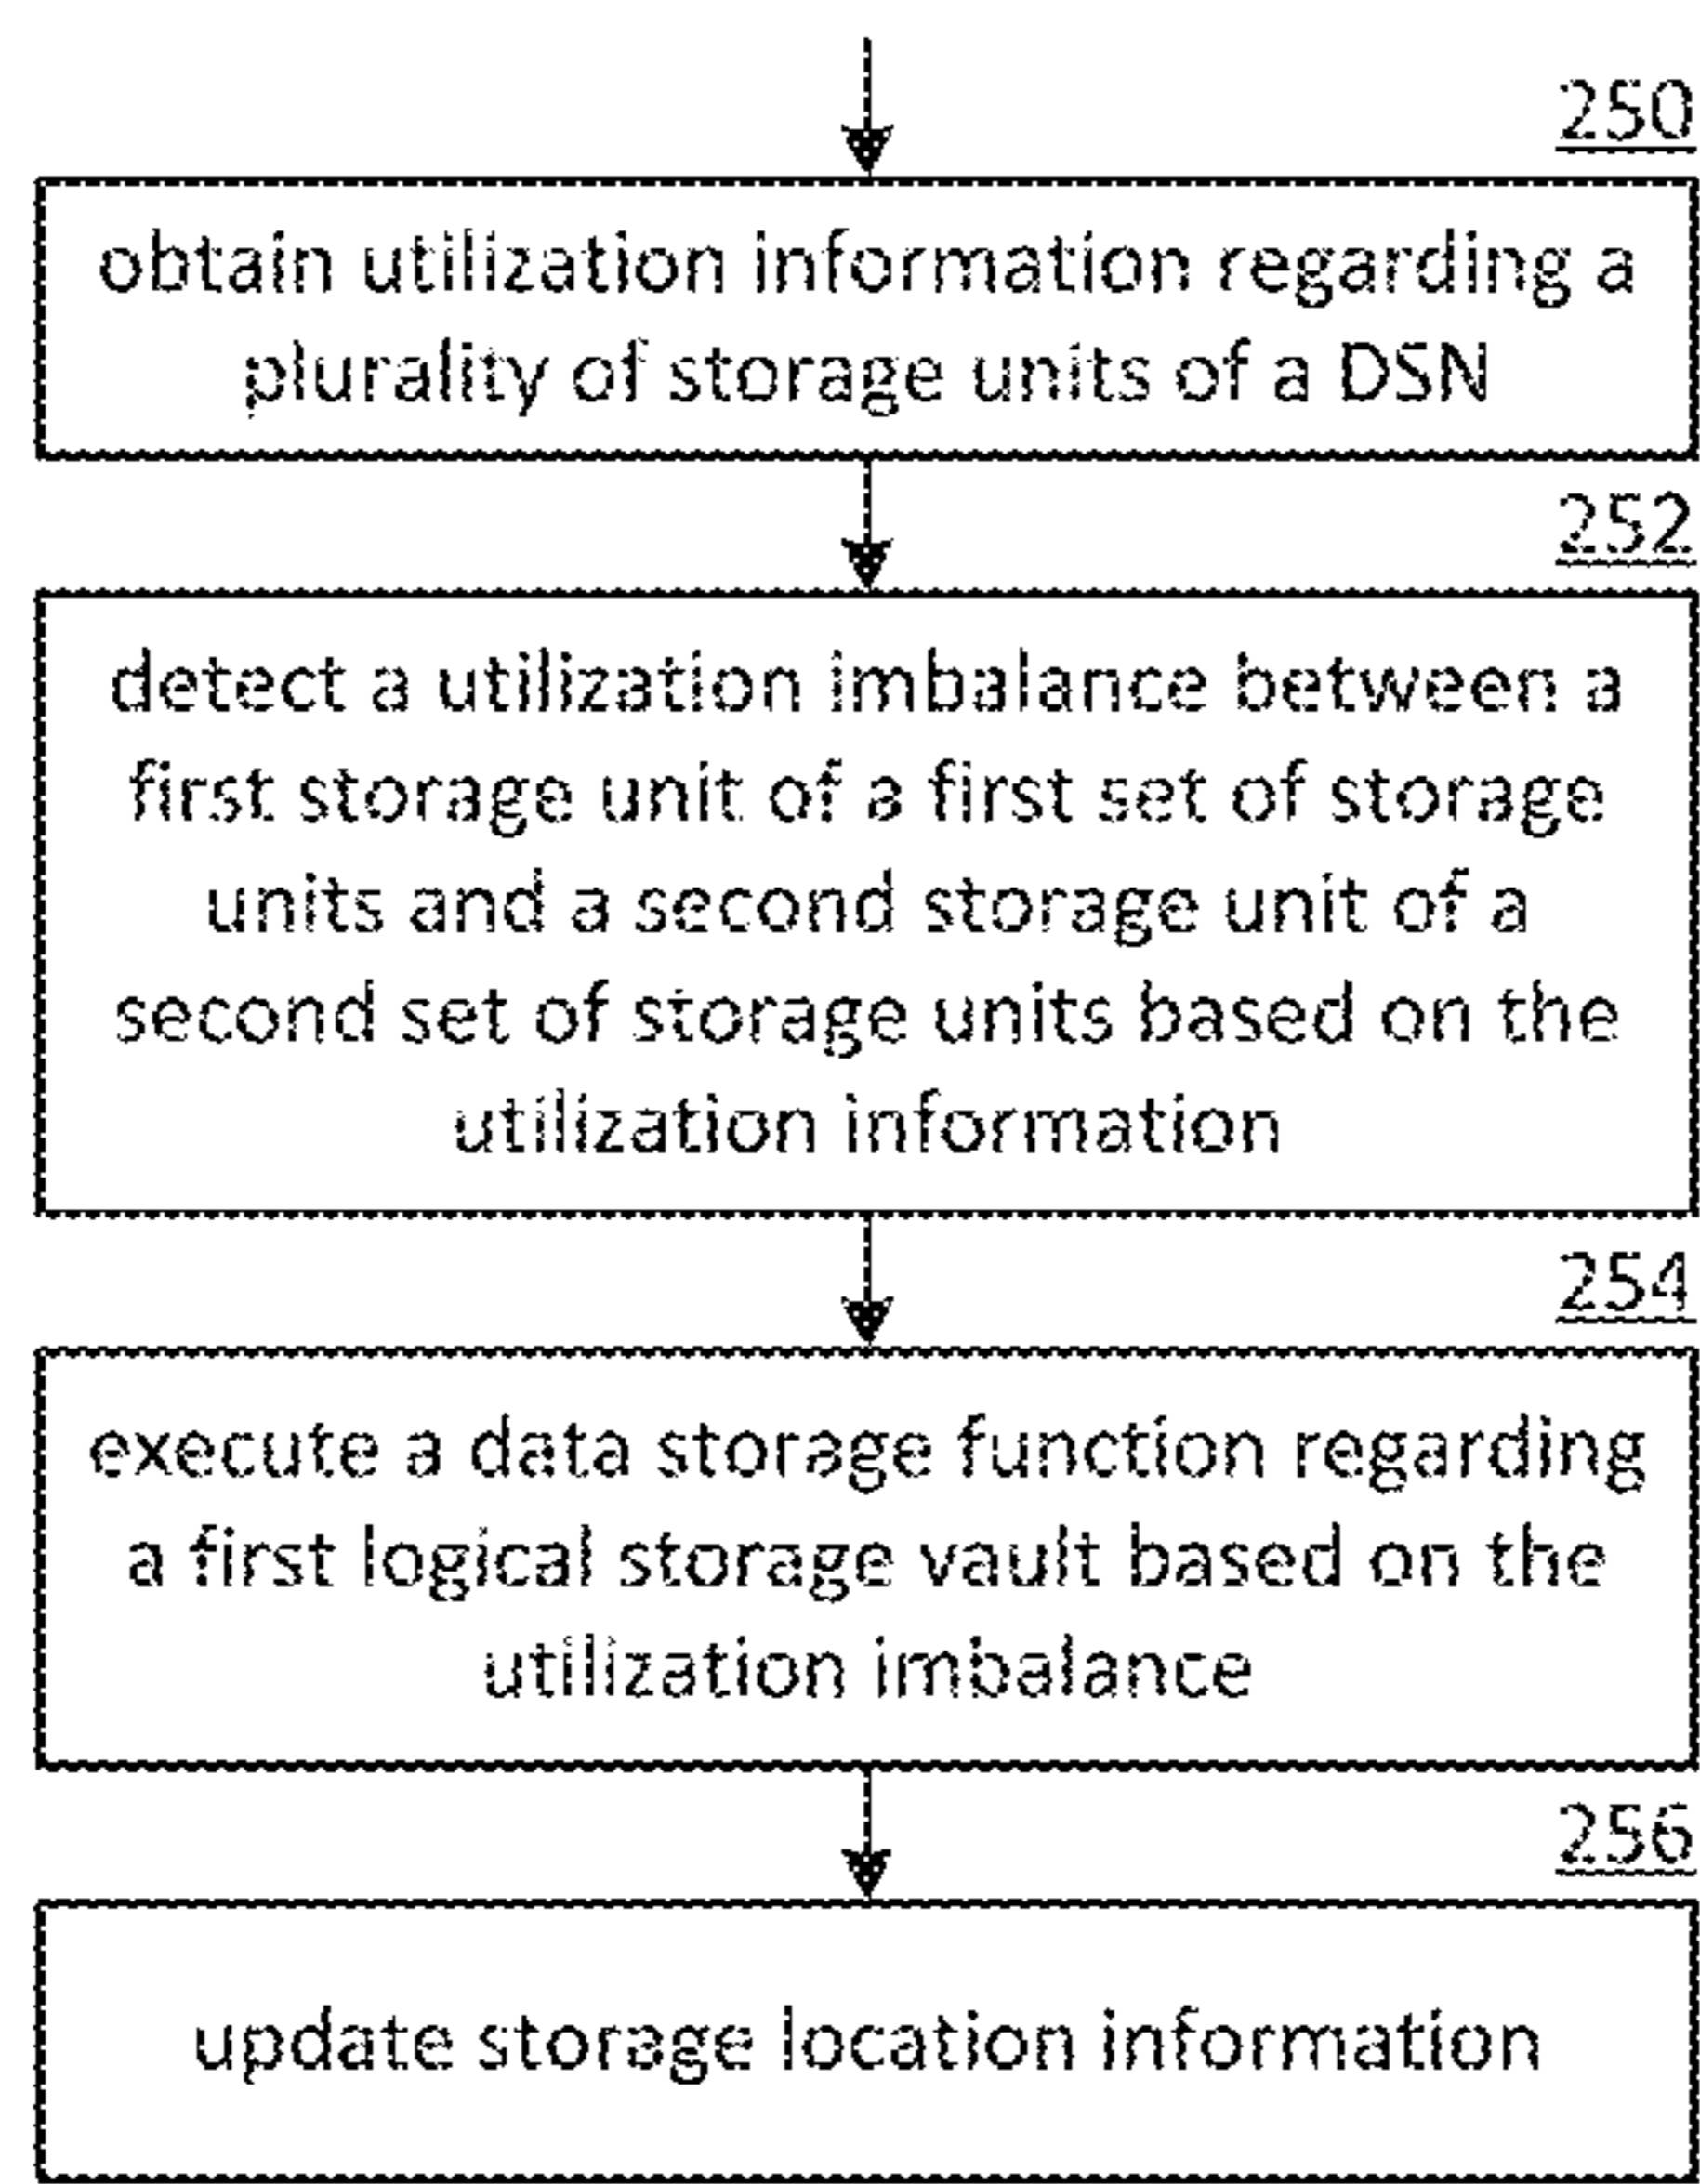 250
obtain utilization information regarding a
plurality of storage units of a DSN
252
detect a utilization imbalance between a
first storage unit of a first set of storage
units and a second storage unit of a
second set of storage units based on the
utilization information
254
execute a data storage function regarding
a first logical storage vault based on the
utilization imbalance
256
update storage location information